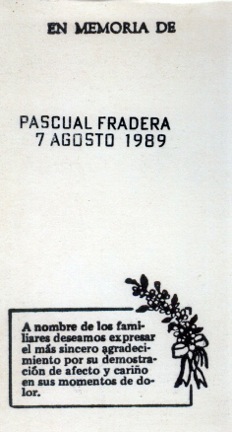 EN MEMORIA DE
PASCUAL FRADERA
7 AGOSTO 1989
A nombre de los fami-
liares deseamos expresar
el más sincero agradeci-
miento por su demostra-
ción de afecto y cariño
en sus momentos de do-
lor.